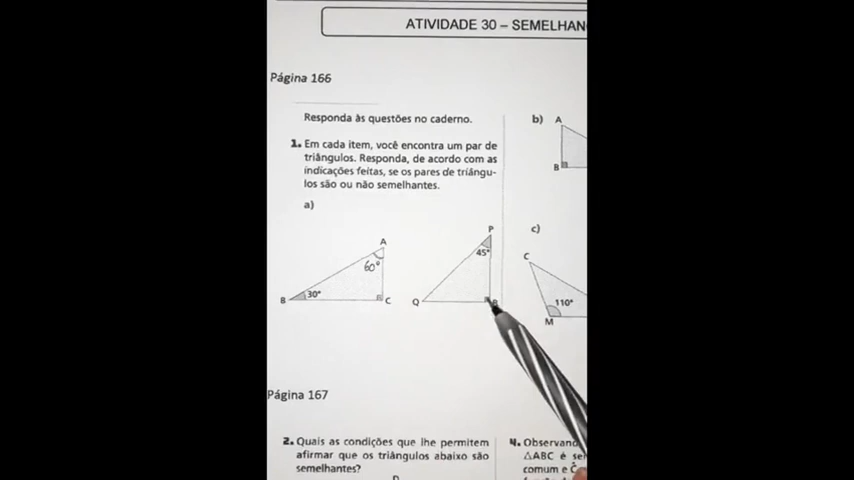 ATIVIDADE 30 – SEMELHAN
Página 166
Responda às questões no caderno.
1. Em cada item, você encontra um par de
triângulos. Responda, de acordo com as
indicações feitas, se os pares de triângu-
los são ou não semelhantes.
a)
A
60°
B
30°
C
P
45°
Q
b)
A
B
c)
C
110°
M
Página 167
2. Quais as condições que lhe permitem
afirmar que os triângulos abaixo são
semelhantes?
4. Observand
△ABC é se
comum e Ĉ